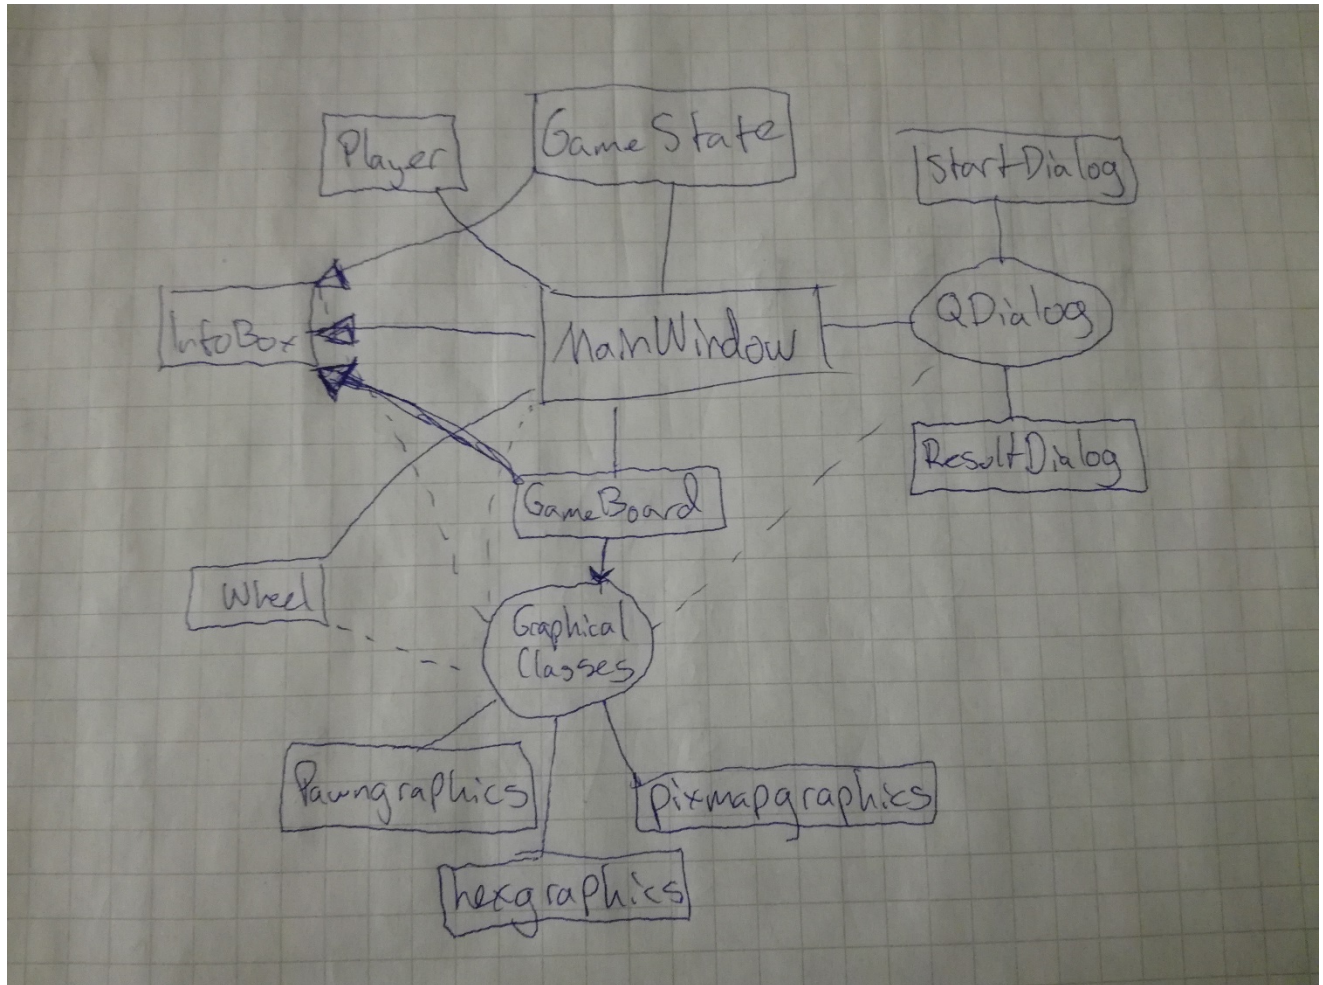 Player
GameState
StartDialog
InfoBox
MainWindow
QDialog
GameBoard
ResultDialog
Wheel
Graphical
Classes
Pawngraphics
pixmapgraphics
hexgraphics